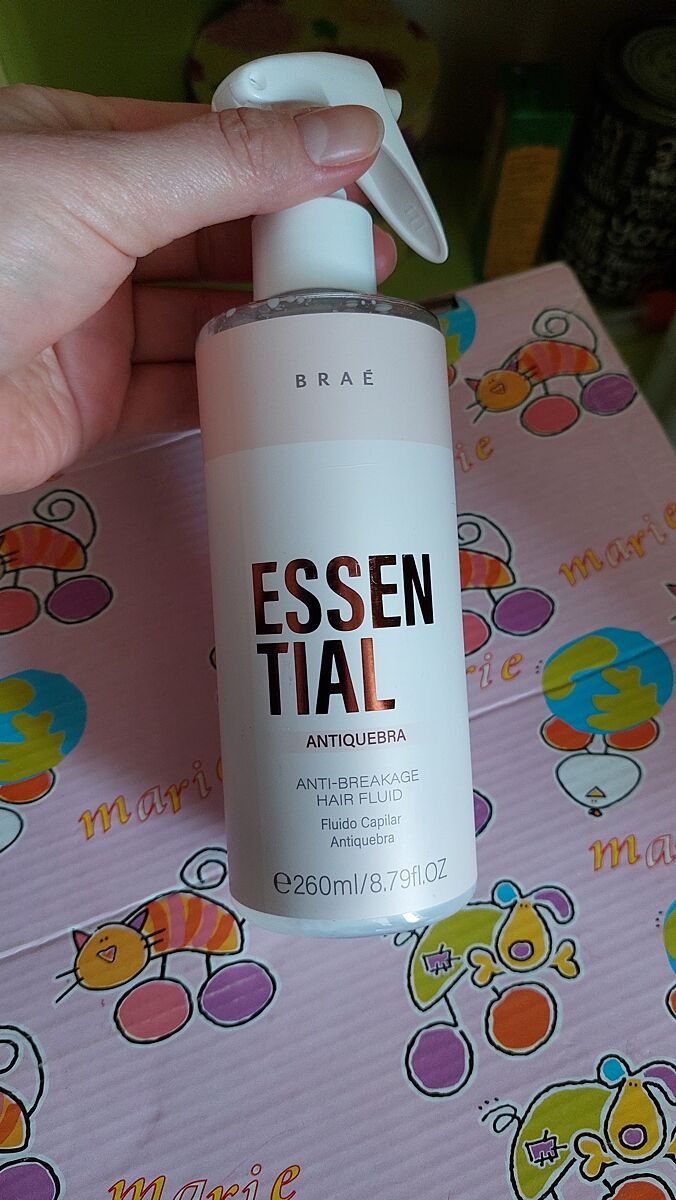 BRAÉ
ESSEN
TIAL
ANTIQUEBRA
ANTI-BREAKAGE
HAIR FLUID
Fluido Capilar
Antiquebra
℮260ml/8.79fl.OZ
marie
marie
marie
marie
marie